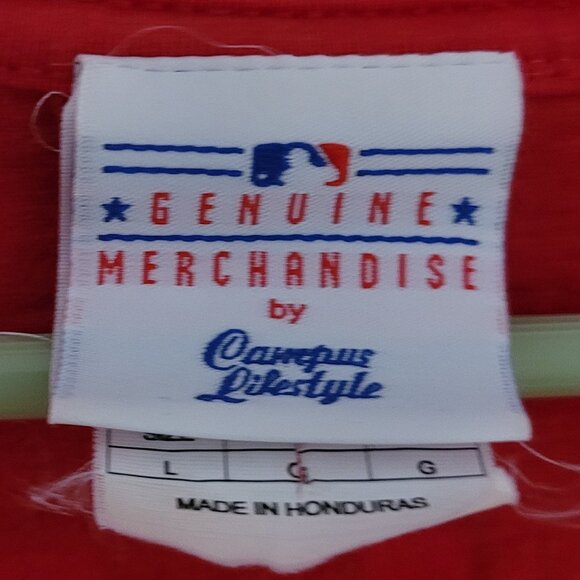 GENUINE
MERCHANDISE
by
Campus
Lifestyle
L G G
MADE IN HONDURAS